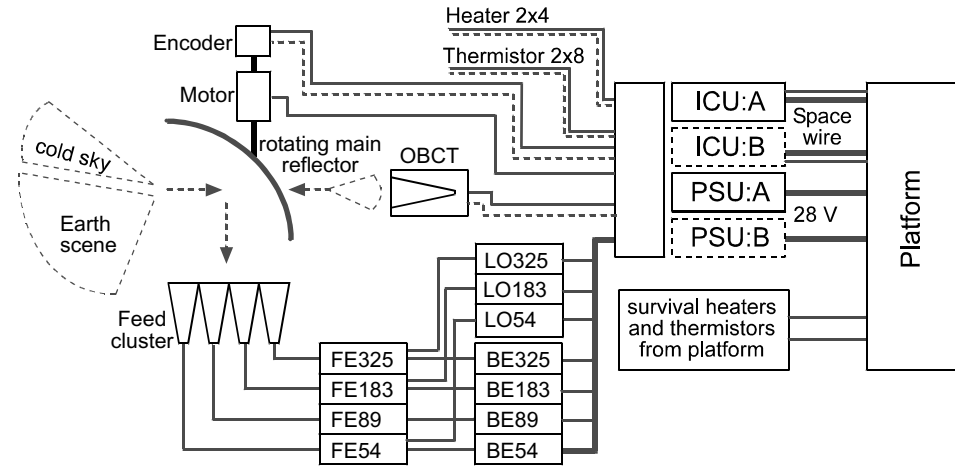 Heater 2x4
Thermistor 2x8
Encoder
Motor
rotating main
reflector
OBCT
cold sky
Earth
scene
ICU:A
Space
wire
ICU:B
PSU:A
28 V
PSU:B
Platform
survival heaters
and thermistors
from platform
Feed
cluster
LO325
LO183
LO54
FE325
FE183
FE89
FE54
BE325
BE183
BE89
BE54